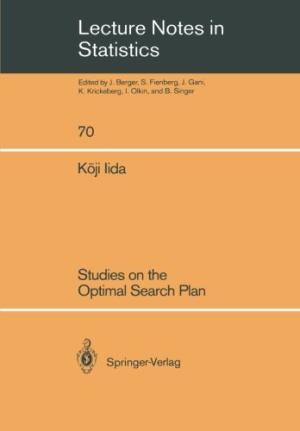 Lecture Notes in
Statistics
Edited by J. Berger, S. Fienberg, J. Gani,
K. Krickeberg, I. Olkin, and B. Singer
70
Kōji Iida
Studies on the
Optimal Search Plan
Springer-Verlag